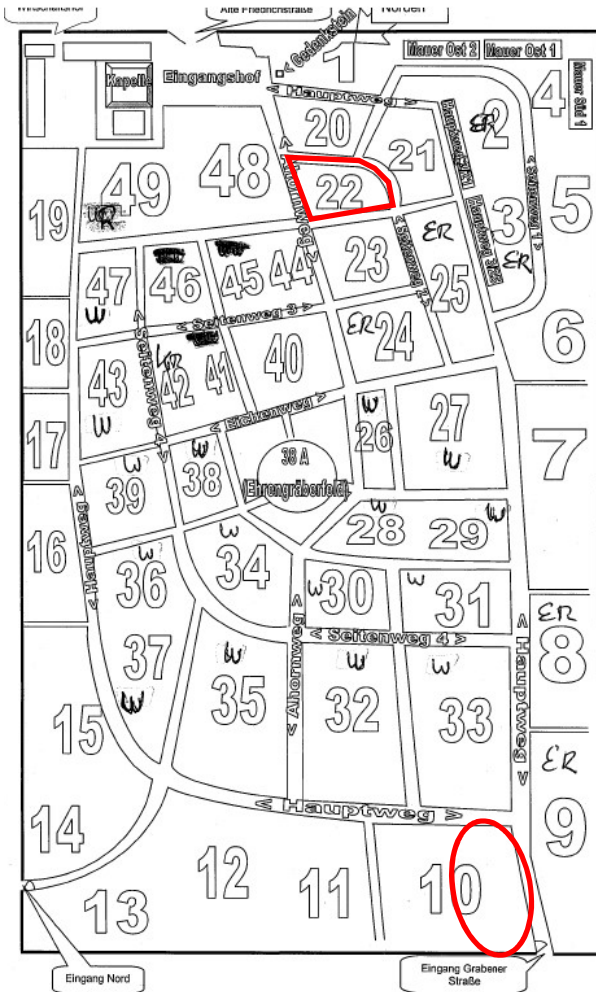 Wirtschaftshof
Alte Friedrichstraße
Norden
< Gedenkstein
Mauer Ost 2
Mauer Ost 1
Mauer Süd 1
Kapelle
Eingangshof
1
< Hauptweg >
20
21
2
ER
4
5
49
48
< Ahornweg >
22
3
ER
19
47
W
46
45
44
23
ER
25
6
< Seitenweg 3 >
18
43
W
42
41
40
ER
24
< Seitenweg 4 >
< Eichenweg >
17
39
W
38
W
38 A
(Ehrengräberfeld)
26
W
27
W
7
16
< Hauptweg >
28
W
29
W
36
W
34
W
30
W
31
W
ER
8
< Seitenweg 4 >
37
W
35
W
< Ahornweg >
32
W
33
W
< Hauptweg >
15
ER
9
14
< Hauptweg >
13
12
11
10
Eingang Nord
Eingang Grabener
Straße